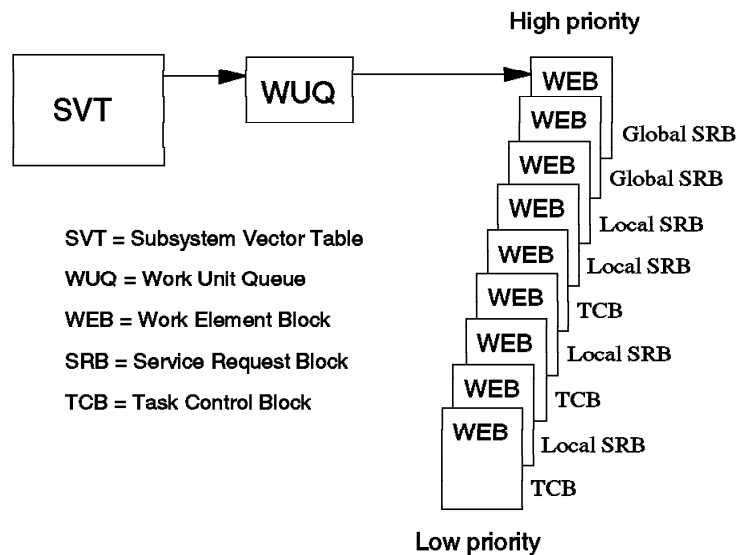 High priority
SVT
WUQ
WEB
WEB
Global SRB
WEB
Global SRB
WEB
Local SRB
WEB
Local SRB
WEB
TCB
WEB
Local SRB
WEB
TCB
WEB
Local SRB
TCB
SVT = Subsystem Vector Table
WUQ = Work Unit Queue
WEB = Work Element Block
SRB = Service Request Block
TCB = Task Control Block
Low priority